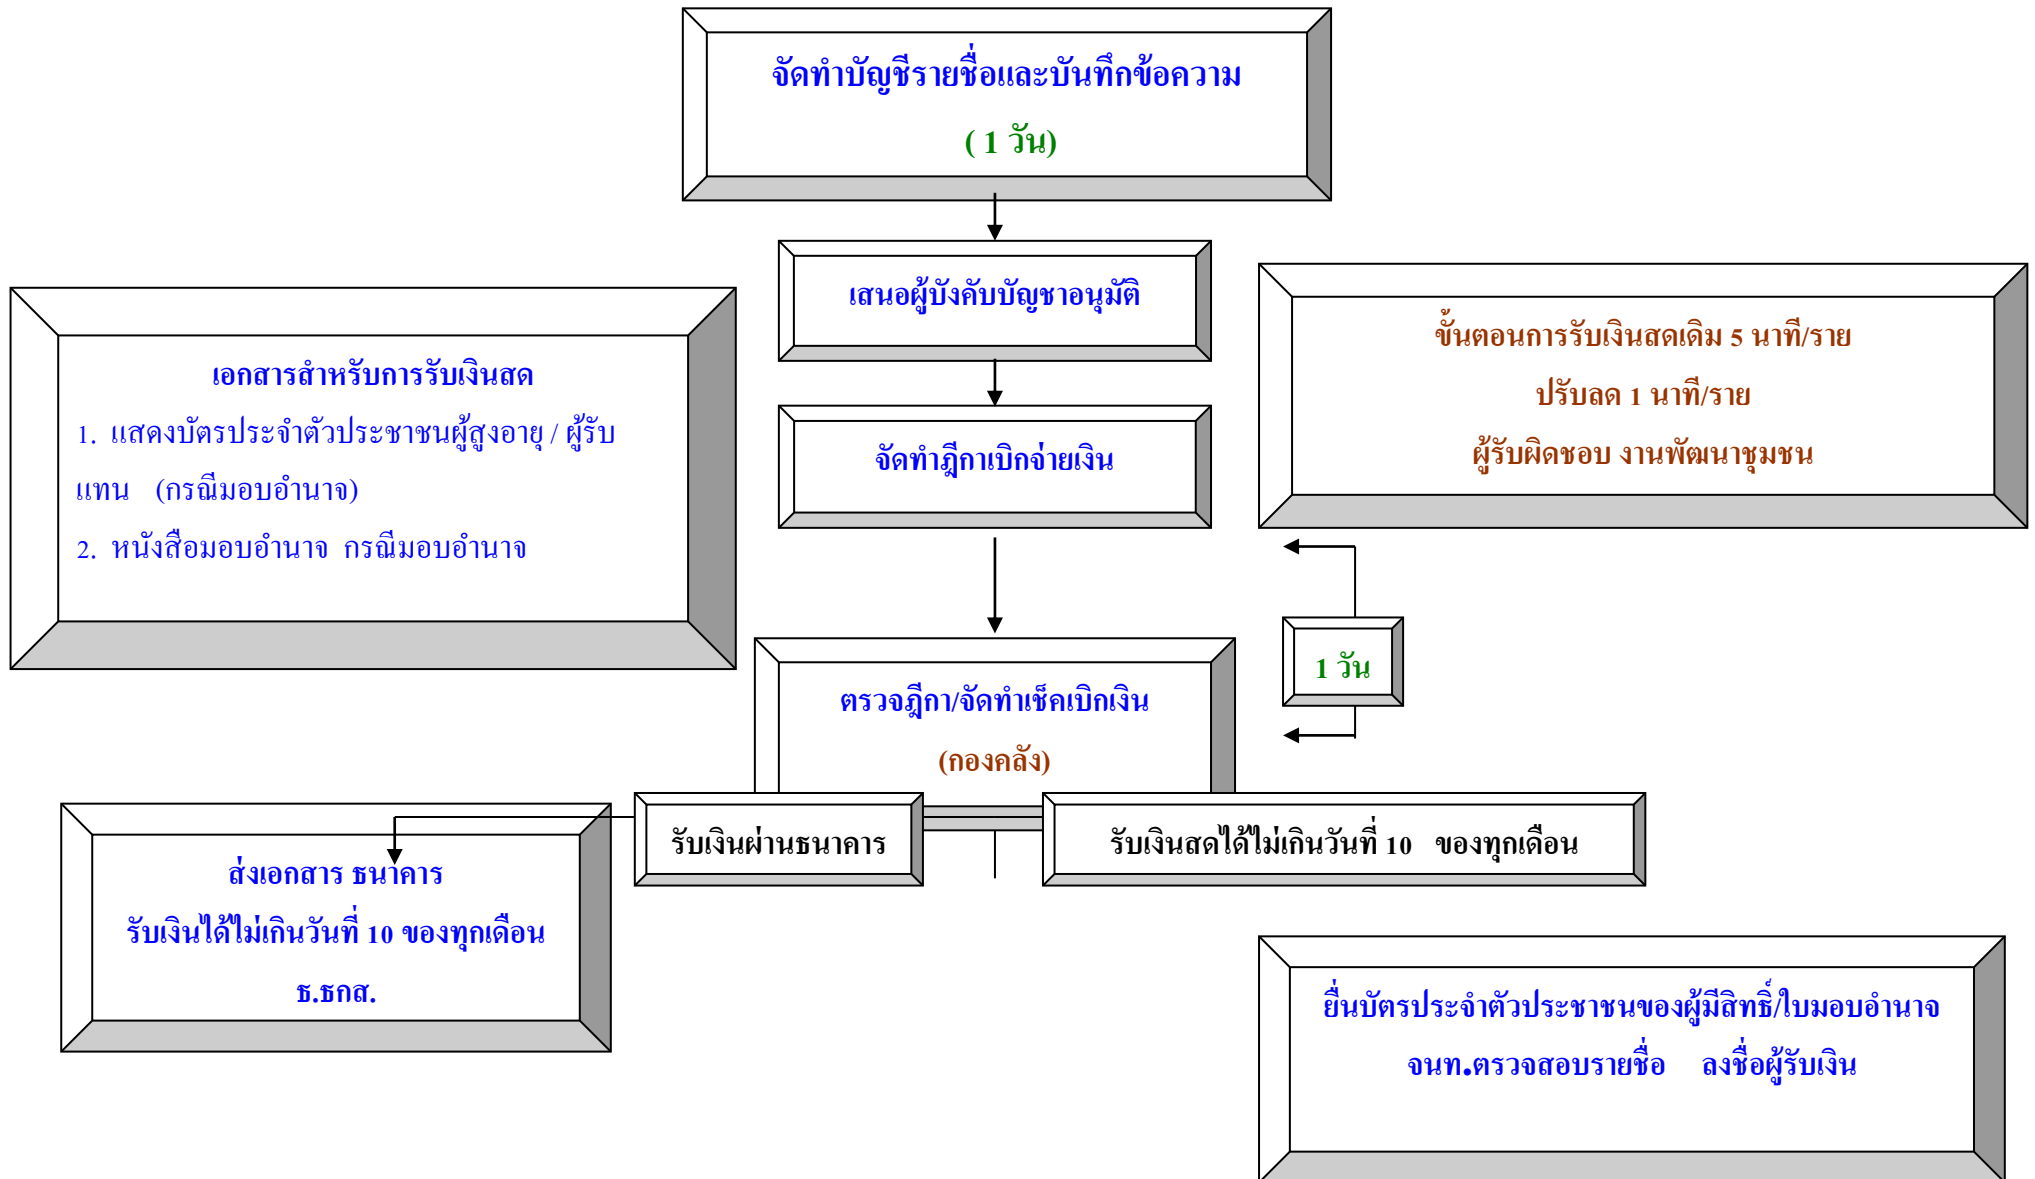 จัดทำบัญชีรายชื่อและบันทึกข้อความ
( 1 วัน)
เสนอผู้บังคับบัญชาอนุมัติ
เอกสารสำหรับการรับเงินสด
1. แสดงบัตรประจำตัวประชาชนผู้สูงอายุ / ผู้รับ
แทน (กรณีมอบอำนาจ)
2. หนังสือมอบอำนาจ กรณีมอบอำนาจ
ขั้นตอนการรับเงินสดเดิม 5 นาที/ราย
ปรับลด 1 นาที/ราย
ผู้รับผิดชอบ งานพัฒนาชุมชน
จัดทำฎีกาเบิกจ่ายเงิน
1 วัน
ตรวจฎีกา/จัดทำเช็คเบิกเงิน
(กองคลัง)
รับเงินผ่านธนาคาร
รับเงินสดได้ไม่เกินวันที่ 10 ของทุกเดือน
ส่งเอกสาร ธนาคาร
รับเงินได้ไม่เกินวันที่ 10 ของทุกเดือน
ธ.ธกส.
ยื่นบัตรประจำตัวประชาชนของผู้มีสิทธิ์/ใบมอบอำนาจ
จนท.ตรวจสอบรายชื่อ ลงชื่อผู้รับเงิน